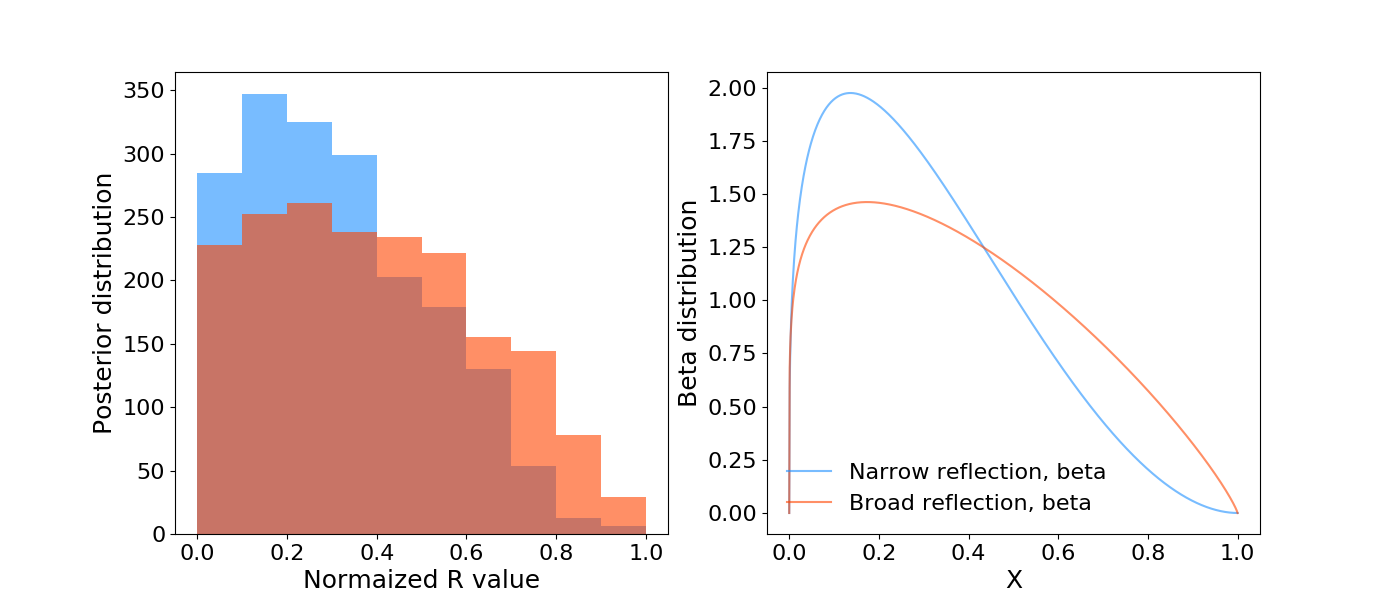 350
300
250
200
150
100
50
0
0.0 0.2 0.4 0.6 0.8 1.0
Normaized R value
Posterior distribution
2.00
1.75
1.50
1.25
1.00
0.75
0.50
0.25
0.00
0.0 0.2 0.4 0.6 0.8 1.0
X
Beta distribution
Narrow reflection, beta
Broad reflection, beta